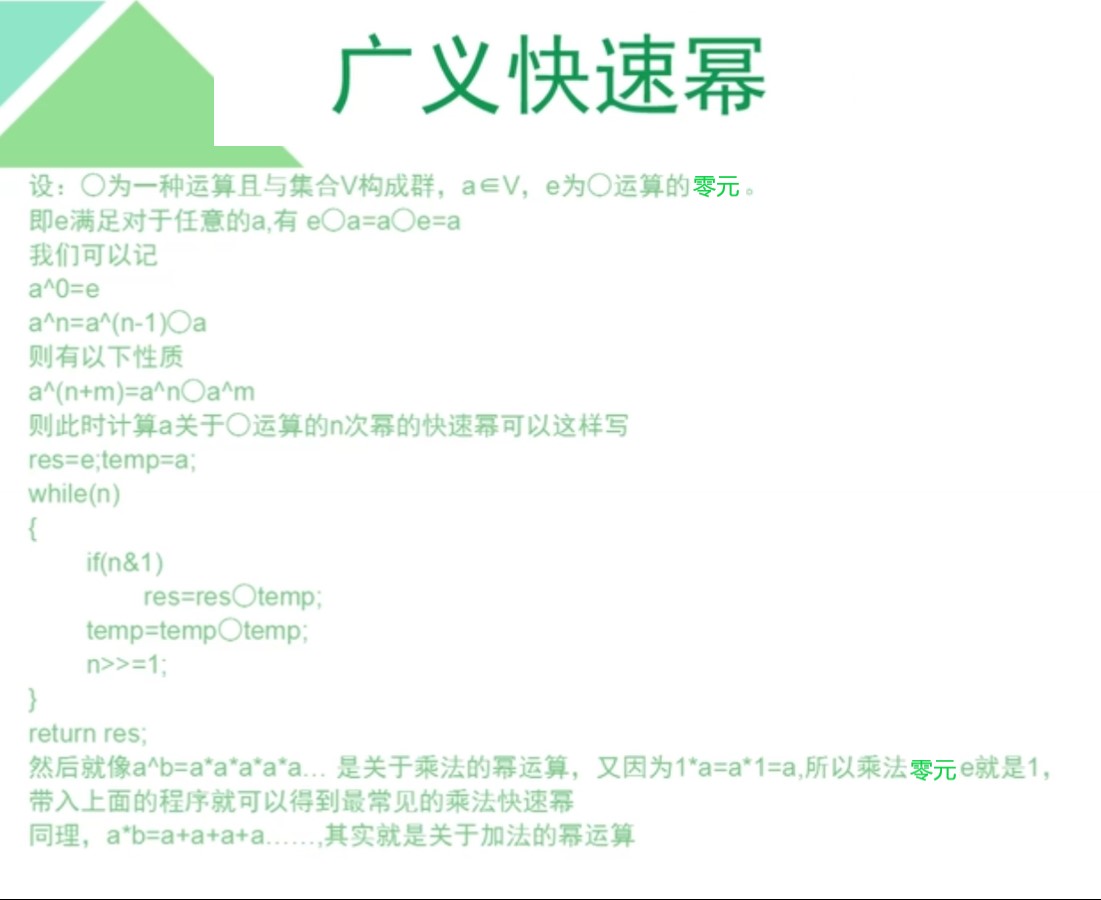 广义快速幂
设：〇为一种运算且与集合V构成群，a∈V，e为〇运算的零元。
即e满足对于任意的a,有 e〇a=a〇e=a
我们可以记
a^0=e
a^n=a^(n-1)〇a
则有以下性质
a^(n+m)=a^n〇a^m
则此时计算a关于〇运算的n次幂的快速幂可以这样写
res=e;temp=a;
while(n)
{
if(n&1)
res=res〇temp;
temp=temp〇temp;
n>>=1;
}
return res;
然后就像a^b=a*a*a*a*a... 是关于乘法的幂运算，又因为1*a=a*1=a,所以乘法零元e就是1，
带入上面的程序就可以得到最常见的乘法快速幂
同理，a*b=a+a+a+a……,其实就是关于加法的幂运算